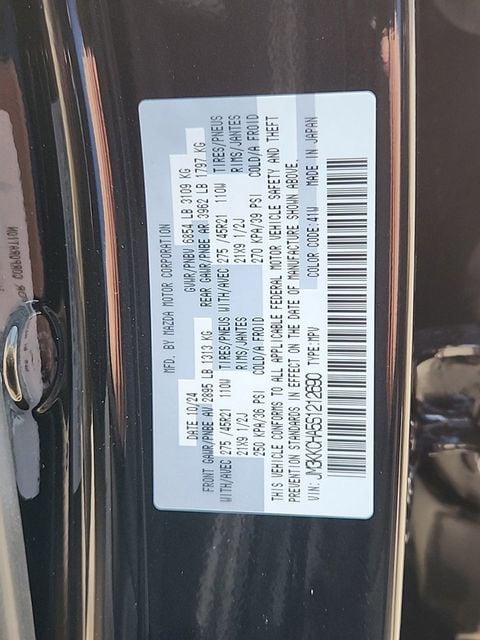 MFD. BY MAZDA MOTOR CORPORATION
DATE 10/24 GVWR/PNBV 6854 LB 3109 KG
FRONT GAWR/PNBE AV 2895 LB 1313 KG REAR GAWR/PNBE AR 3962 LB 1797 KG
WITH/AVEC 275 /45R21 110W TIRES/PNEUS WITH/AVEC 275 /45R21 110W TIRES/PNEUS
21X9 1/2J RIMS/JANTES 21X9 1/2J RIMS/JANTES
250 KPA/36 PSI COLD/A FROID 270 KPA/39 PSI COLD/A FROID
THIS VEHICLE CONFORMS TO ALL APPLICABLE FEDERAL MOTOR VEHICLE SAFETY AND THEFT
PREVENTION STANDARDS IN EFFECT ON THE DATE OF MANUFACTURE SHOWN ABOVE.
VIN: JM3KKCHA5S1212690 TYPE:MPV COLOR CODE:41W MADE IN JAPAN